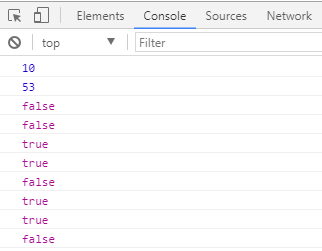 Elements Console Sources Network
top Filter
10
53
false
false
true
true
false
true
true
false